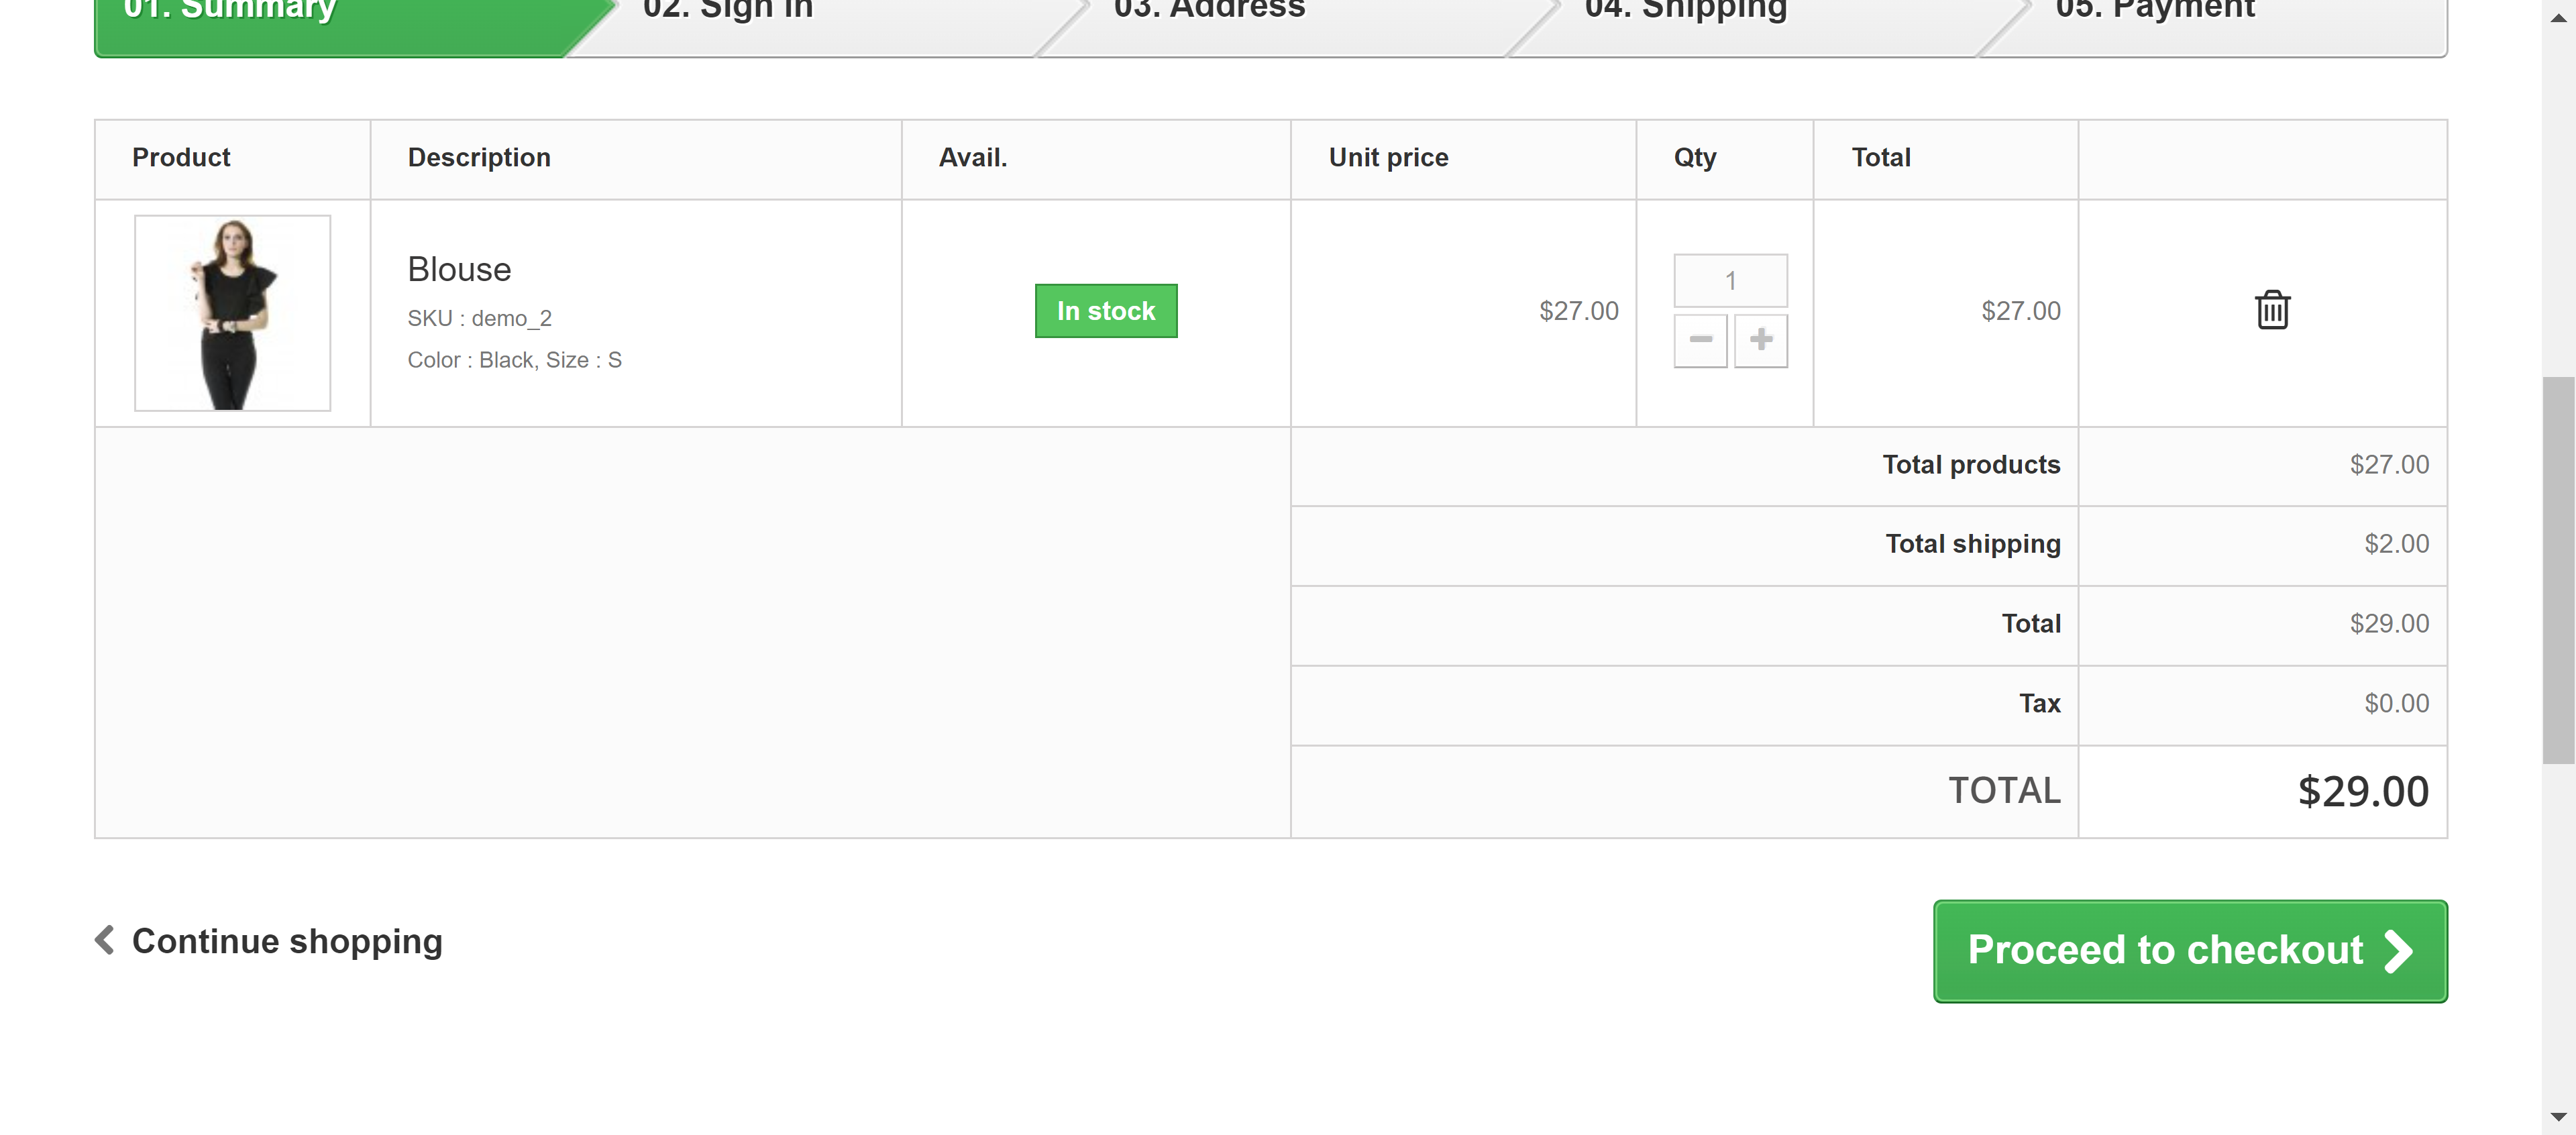 01. Summary
02. Sign in
03. Address
04. Shipping
05. Payment
Product
Description
Avail.
Unit price
Qty
Total
Blouse
SKU : demo_2
Color : Black, Size : S
In stock
$27.00
1
$27.00
Total products
$27.00
Total shipping
$2.00
Total
$29.00
Tax
$0.00
TOTAL
$29.00
Continue shopping
Proceed to checkout